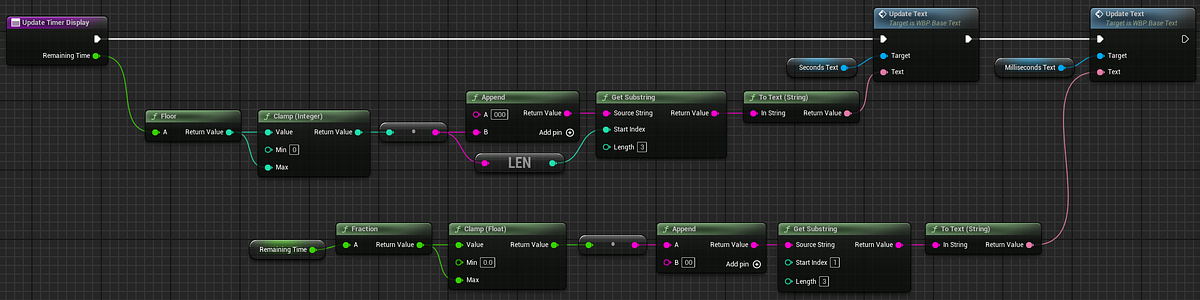 Update Timer Display
Remaining Time
Floor
A Return Value
Clamp (Integer)
Value Return Value
Min 0
Max
Append
A 000 Return Value
B Add pin
LEN
Get Substring
Source String Return Value
Start Index
Length 3
To Text (String)
In String Return Value
Seconds Text
Update Text
Target is WBP Base Text
Target
Text
Milliseconds Text
Update Text
Target is WBP Base Text
Target
Text
Remaining Time
Fraction
A Return Value
Clamp (Float)
Value Return Value
Min 0.0
Max
Append
A Return Value
B 00 Add pin
Get Substring
Source String Return Value
Start Index 1
Length 3
To Text (String)
In String Return Value